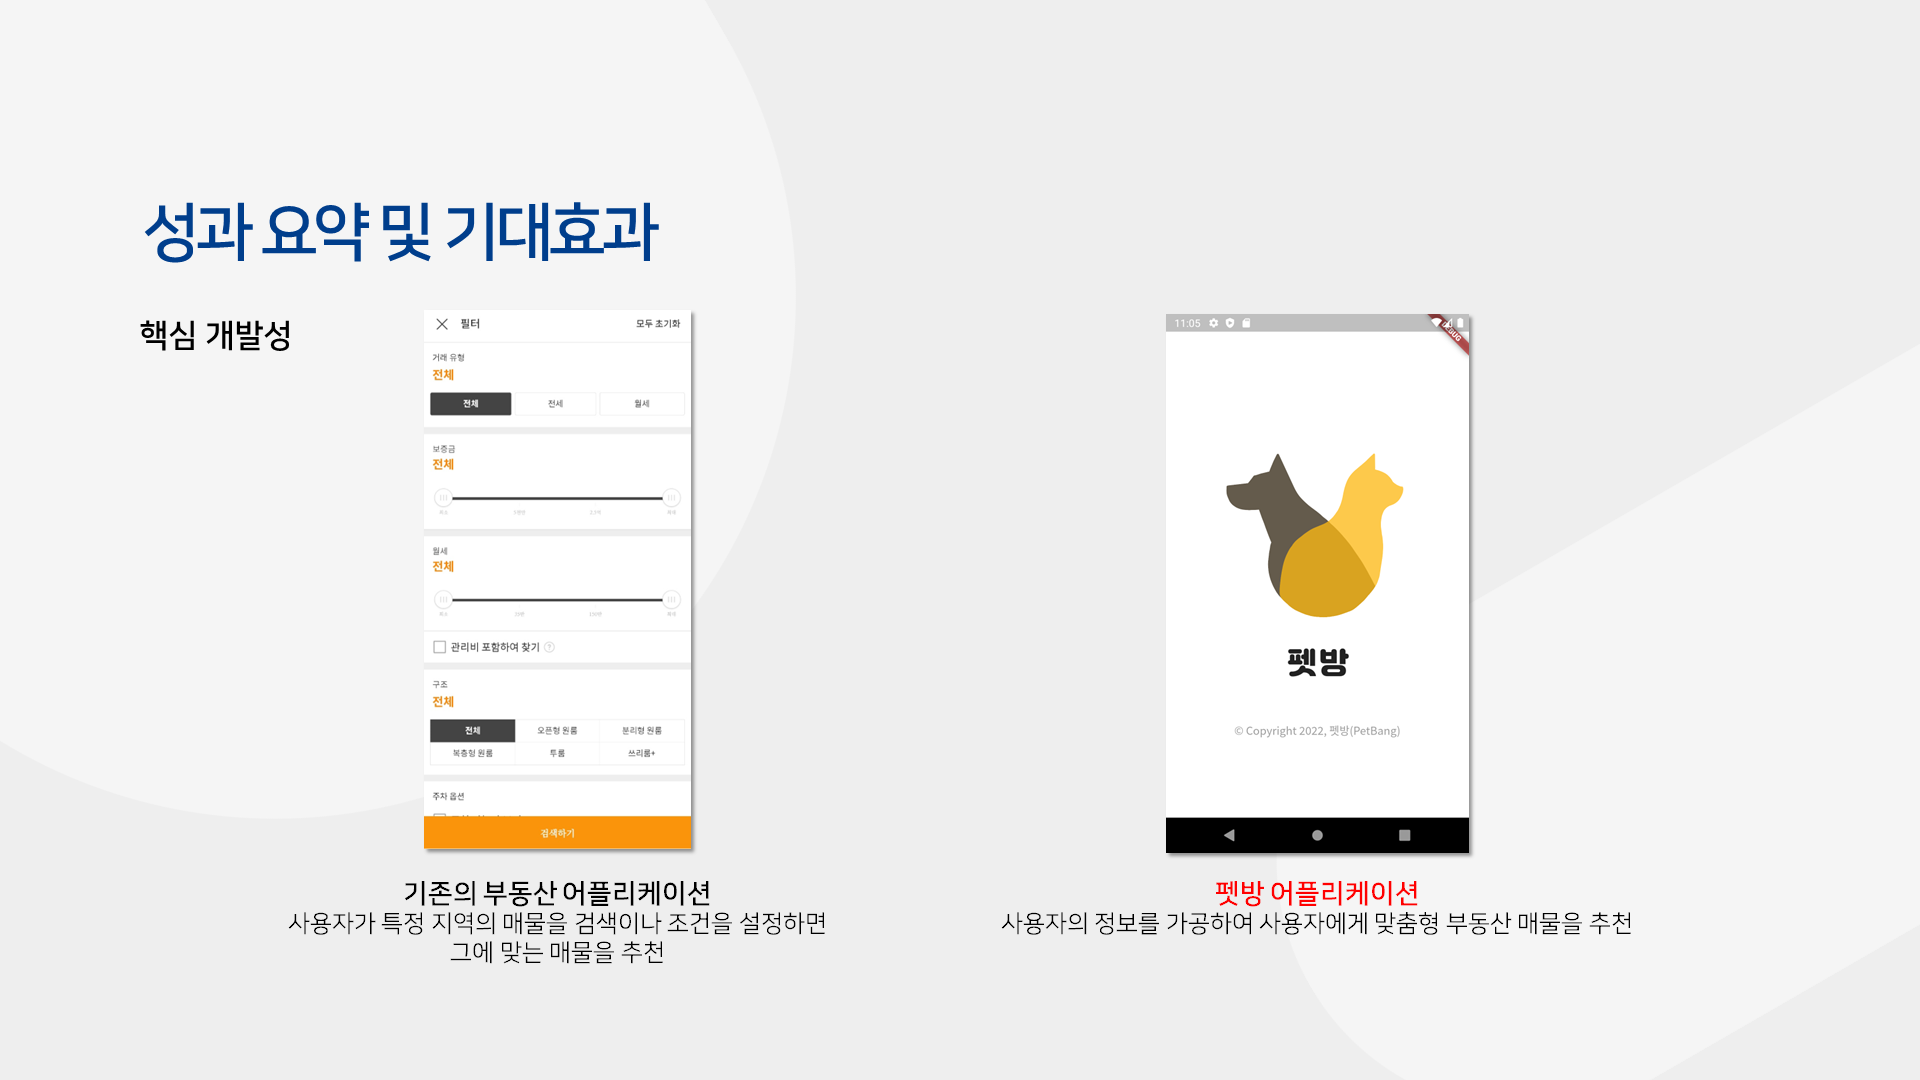 성과 요약 및 기대효과
핵심 개발성
필터
모두 초기화
거래 유형
전체
전체 전세 월세
보증금
전체
월세
전체
관리비 포함하여 찾기 ?
구조
전체
전체 오픈형 원룸 분리형 원룸
복층형 원룸 투룸 쓰리룸+
주차 옵션
검색하기
기존의 부동산 어플리케이션
사용자가 특정 지역의 매물을 검색이나 조건을 설정하면
그에 맞는 매물을 추천
11:05
DEBUG
펫방
© Copyright 2022, 펫방(PetBang)
펫방 어플리케이션
사용자의 정보를 가공하여 사용자에게 맞춤형 부동산 매물을 추천